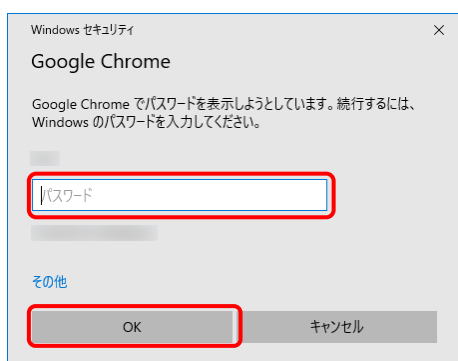 Windows セキュリティ
Google Chrome
Google Chrome でパスワードを表示しようとしています。続行するには、
Windows のパスワードを入力してください。
パスワード
その他
OK キャンセル